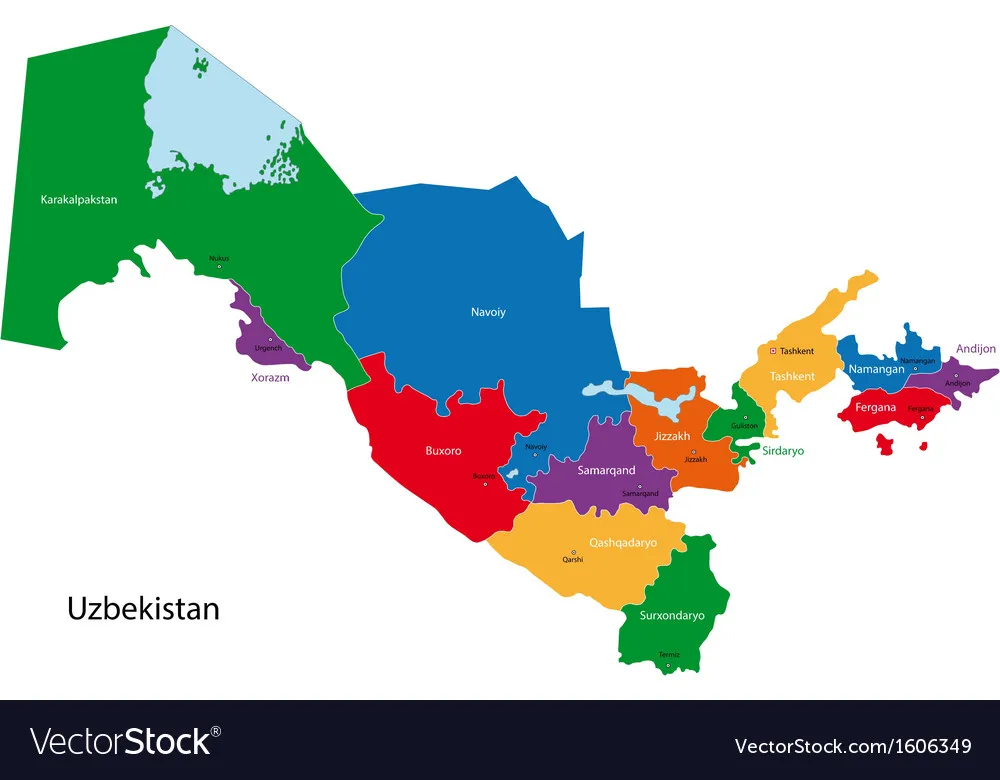 Karakalpakstan
Nukus
Urgench
Xorazm
Navoiy
Navoiy
Buxoro
Buxoro
Samarqand
Samarqand
Jizzakh
Jizzakh
Guliston
Sirdaryo
Tashkent
Tashkent
Namangan
Namangan
Andijon
Andijon
Fergana
Fergana
Qashqadaryo
Qarshi
Surxondaryo
Termiz
Uzbekistan
VectorStock®
VectorStock.com/1606349